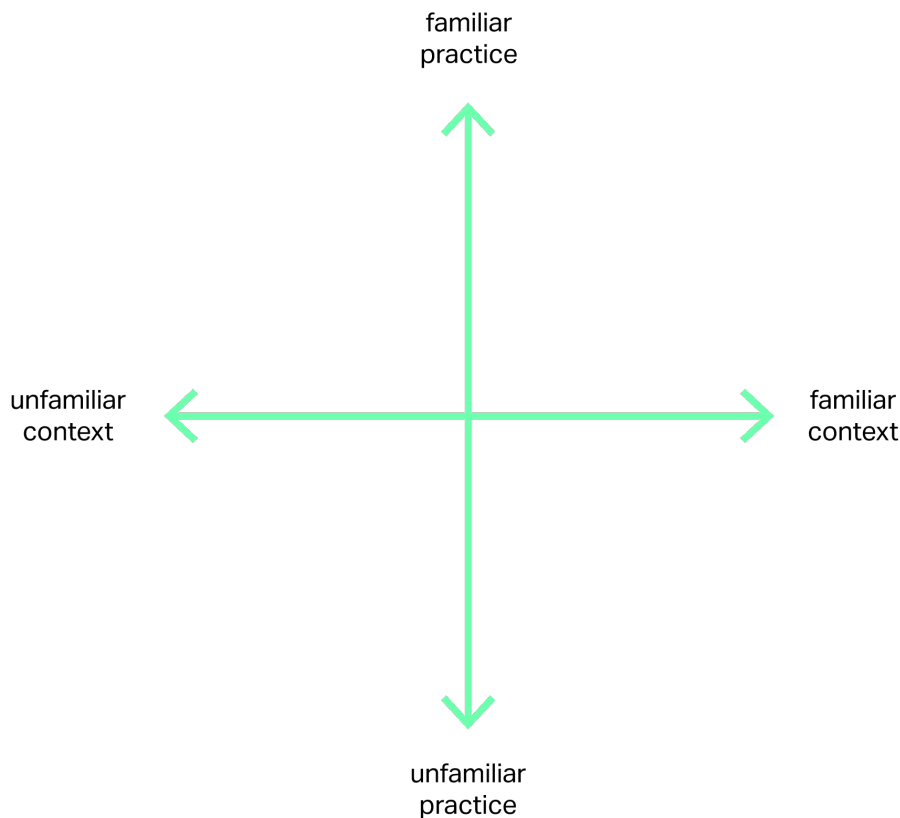 familiar
practice
unfamiliar
context
familiar
context
unfamiliar
practice